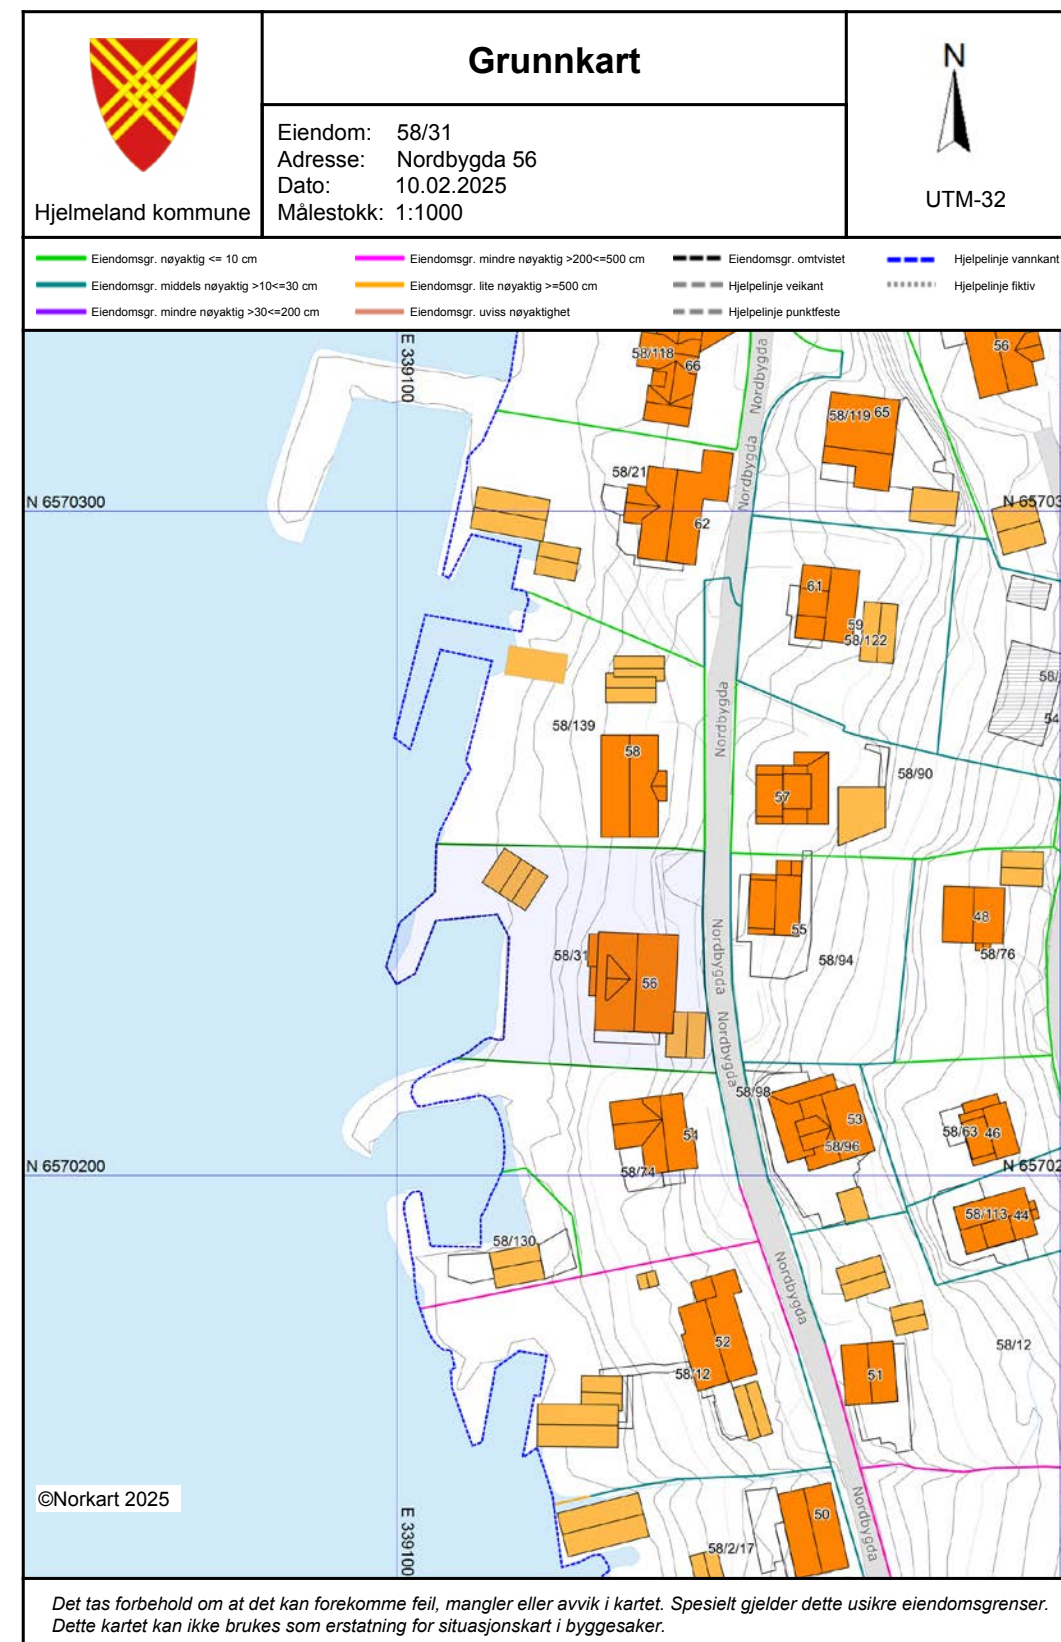 Grunnkart
Hjelmeland kommune
Eiendom: 58/31
Adresse: Nordbygda 56
Dato: 10.02.2025
Målestokk: 1:1000
N
UTM-32
Eiendomsgr. nøyaktig <= 10 cm
Eiendomsgr. middels nøyaktig >10<=30 cm
Eiendomsgr. mindre nøyaktig >30<=200 cm
Eiendomsgr. mindre nøyaktig >200<=500 cm
Eiendomsgr. lite nøyaktig >=500 cm
Eiendomsgr. uviss nøyaktighet
Eiendomsgr. omtvistet
Hjelpelinje veikant
Hjelpelinje punktfeste
Hjelpelinje vannkant
Hjelpelinje fiktiv
E 339100
58/118
66
Nordbygda
56
58/119 65
Nordbygda
58/21
N 6570300
N 65703
62
61
59
58/122
58/
54
Nordbygda
58/139
58
58/90
57
48
58/76
55
58/94
Nordbygda
58/31
56
Nordbygda
58/98
53
58/96
54
58/63 46
58/74
N 6570200
N 65702
58/113 44
58/130
Nordbygda
52
58/12
58/12
51
©Norkart 2025
E 339100
50
Nordbygda
58/2/17
Det tas forbehold om at det kan forekomme feil, mangler eller avvik i kartet. Spesielt gjelder dette usikre eiendomsgrenser.
Dette kartet kan ikke brukes som erstatning for situasjonskart i byggesaker.